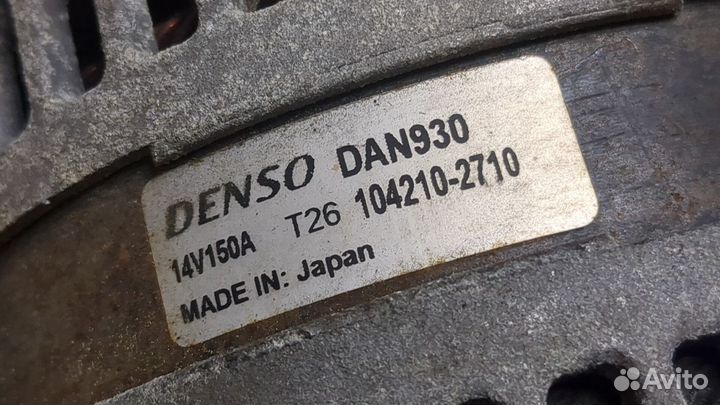 DENSO DAN930
14V150A T26 104210-2710
MADE IN: Japan
Avito